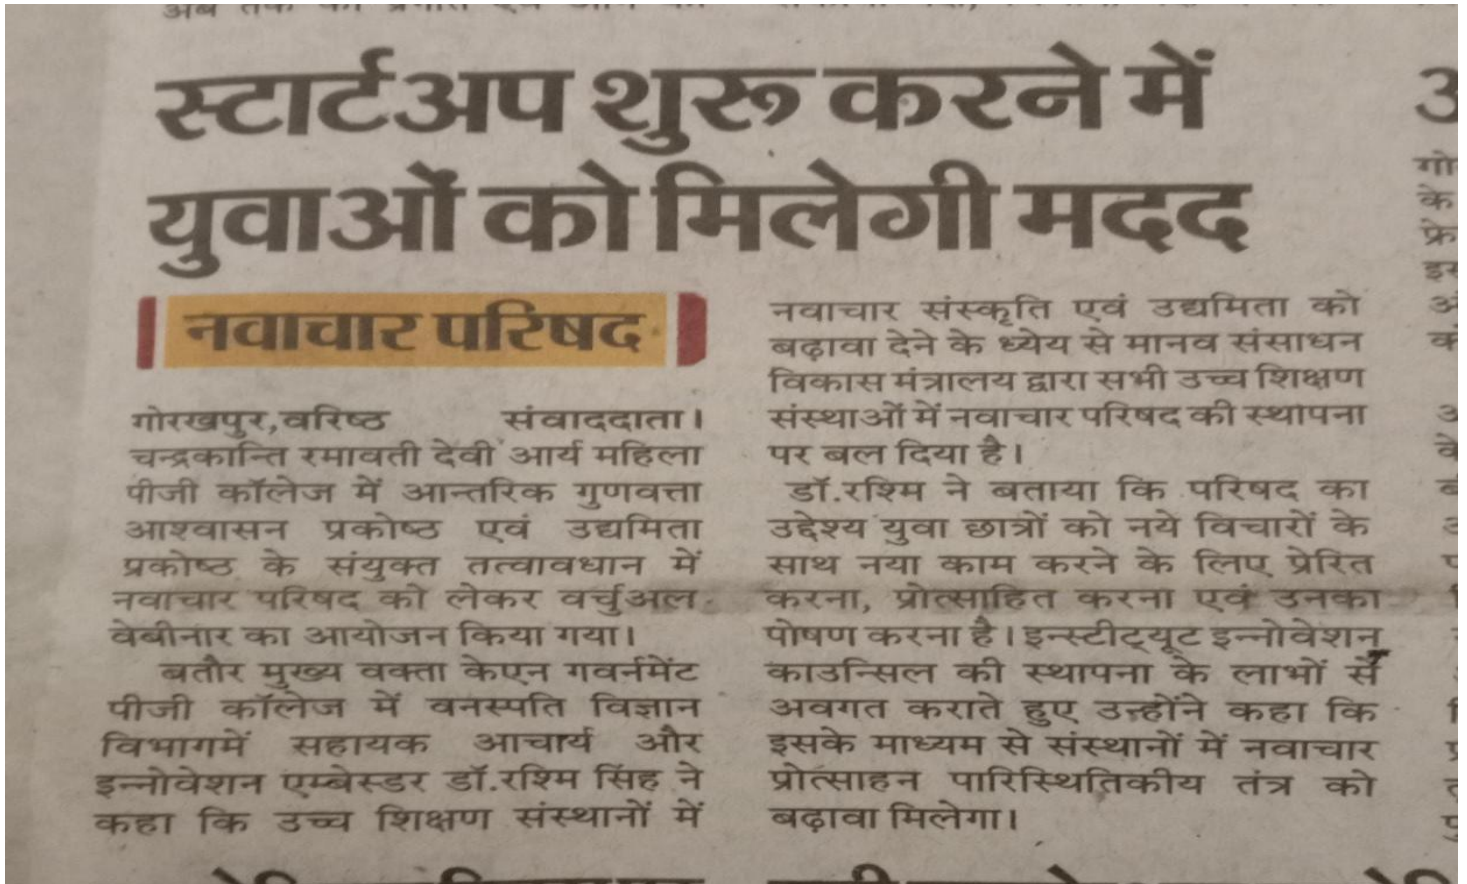 स्टार्टअप शुरू करने में
युवाओं को मिलेगी मदद
नवाचार परिषद
गोरखपुर,वरिष्ठ संवाददाता।
चन्द्रकान्ति रमावती देवी आर्य महिला
पीजी कॉलेज में आन्तरिक गुणवत्ता
आश्वासन प्रकोष्ठ एवं उद्यमिता
प्रकोष्ठ के संयुक्त तत्वावधान में
नवाचार परिषद को लेकर वर्चुअल
वेबीनार का आयोजन किया गया।
बतौर मुख्य वक्ता केएन गवर्नमेंट
पीजी कॉलेज में वनस्पति विज्ञान
विभागमें सहायक आचार्य और
इन्नोवेशन एम्बेस्डर डॉ.रश्मि सिंह ने
कहा कि उच्च शिक्षण संस्थानों में
नवाचार संस्कृति एवं उद्यमिता को
बढ़ावा देने के ध्येय से मानव संसाधन
विकास मंत्रालय द्वारा सभी उच्च शिक्षण
संस्थाओं में नवाचार परिषद की स्थापना
पर बल दिया है।
डॉ.रश्मि ने बताया कि परिषद का
उद्देश्य युवा छात्रों को नये विचारों के
साथ नया काम करने के लिए प्रेरित
करना, प्रोत्साहित करना एवं उनका
पोषण करना है। इन्स्टीट्यूट इन्नोवेशन
काउन्सिल की स्थापना के लाभों से
अवगत कराते हुए उन्होंने कहा कि
इसके माध्यम से संस्थानों में नवाचार
प्रोत्साहन पारिस्थितिकीय तंत्र को
बढ़ावा मिलेगा।